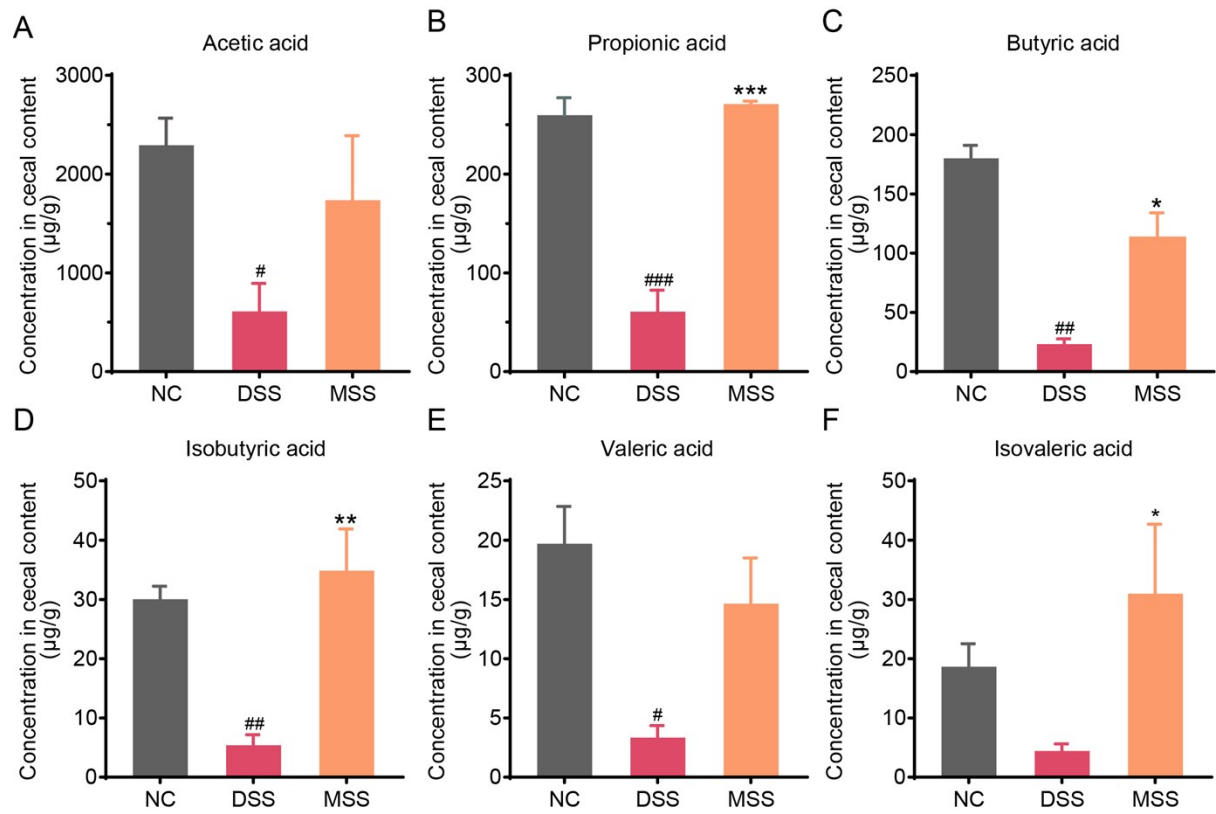 A
Acetic acid
Concentration in cecal content
(µg/g)
3000
2000
1000
0
#
NC
DSS
MSS
B
Propionic acid
Concentration in cecal content
(µg/g)
300
200
100
0
###
***
NC
DSS
MSS
C
Butyric acid
Concentration in cecal content
(µg/g)
250
200
150
100
50
0
##
*
NC
DSS
MSS
D
Isobutyric acid
Concentration in cecal content
(µg/g)
50
40
30
20
10
0
##
**
NC
DSS
MSS
E
Valeric acid
Concentration in cecal content
(µg/g)
25
20
15
10
5
0
#
NC
DSS
MSS
F
Isovaleric acid
Concentration in cecal content
(µg/g)
50
40
30
20
10
0
*
NC
DSS
MSS